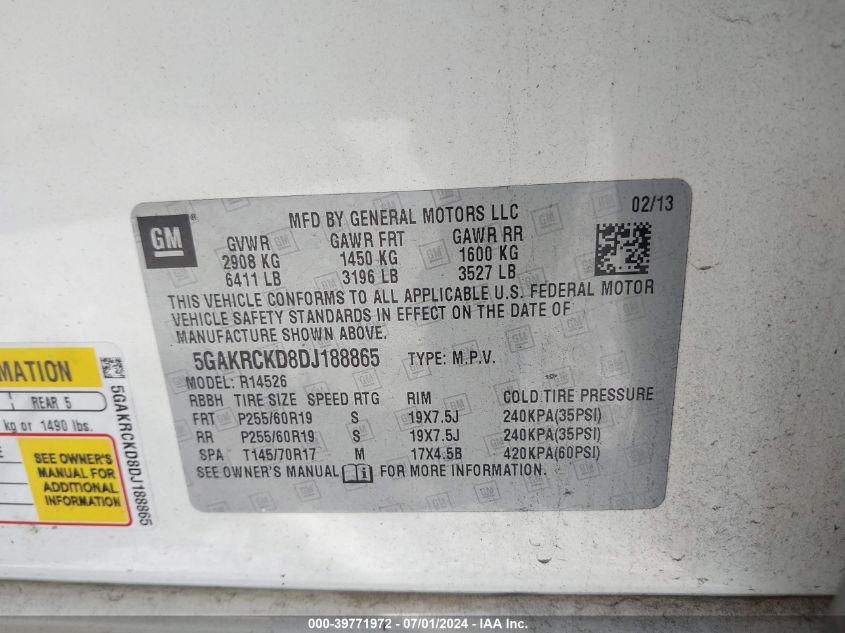 GM
®
MFD BY GENERAL MOTORS LLC
02/13
GVWR GAWR FRT GAWR RR
2908 KG 1450 KG 1600 KG
6411 LB 3196 LB 3527 LB
THIS VEHICLE CONFORMS TO ALL APPLICABLE U.S. FEDERAL MOTOR
VEHICLE SAFETY STANDARDS IN EFFECT ON THE DATE OF
MANUFACTURE SHOWN ABOVE.
5GAKRCKD8DJ188865 TYPE: M.P.V.
MODEL: R14526
RBBH TIRE SIZE SPEED RTG RIM COLD TIRE PRESSURE
FRT P255/60R19 S 19X7.5J 240KPA(35PSI)
RR P255/60R19 S 19X7.5J 240KPA(35PSI)
SPA T145/70R17 M 17X4.5B 420KPA(60PSI)
SEE OWNER'S MANUAL FOR MORE INFORMATION.
MATION
REAR 5
kg or 1490 lbs.
SEE OWNER'S
MANUAL FOR
ADDITIONAL
INFORMATION
5GAKRCKD8DJ188865
000-39771972 - 07/01/2024 - IAA Inc.